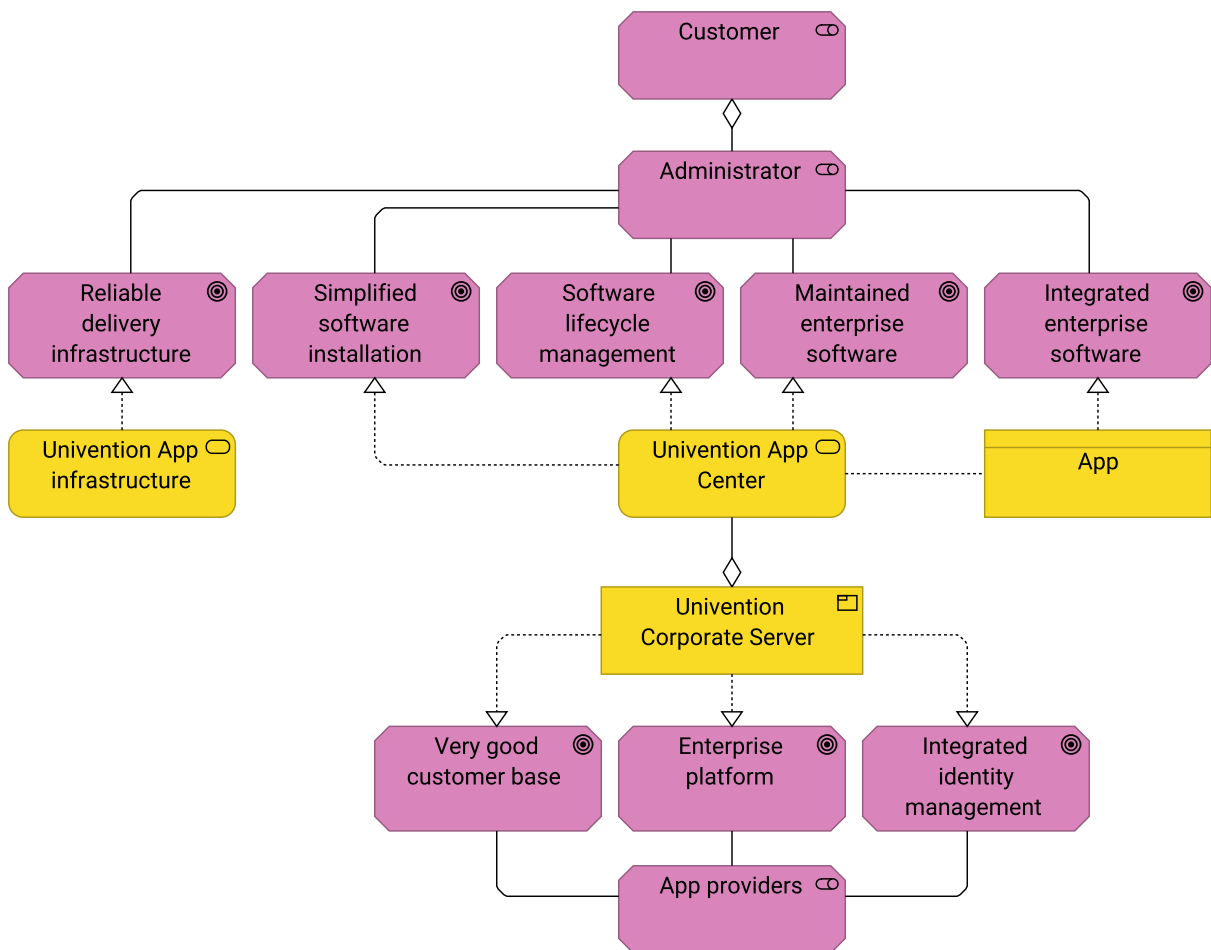 Customer
Administrator
Reliable
delivery
infrastructure
Simplified
software
installation
Software
lifecycle
management
Maintained
enterprise
software
Integrated
enterprise
software
Univention App
infrastructure
Univention App
Center
App
Univention
Corporate Server
Very good
customer base
Enterprise
platform
Integrated
identity
management
App providers